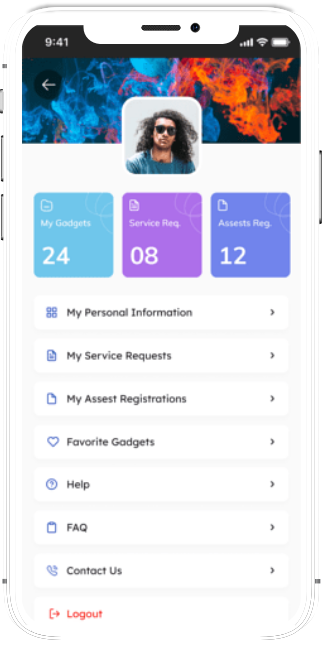 9:41
My Gadgets
Service Req.
Assests Reg.
24
08
12
My Personal Information
My Service Requests
My Assest Registrations
Favorite Gadgets
Help
FAQ
Contact Us
Logout